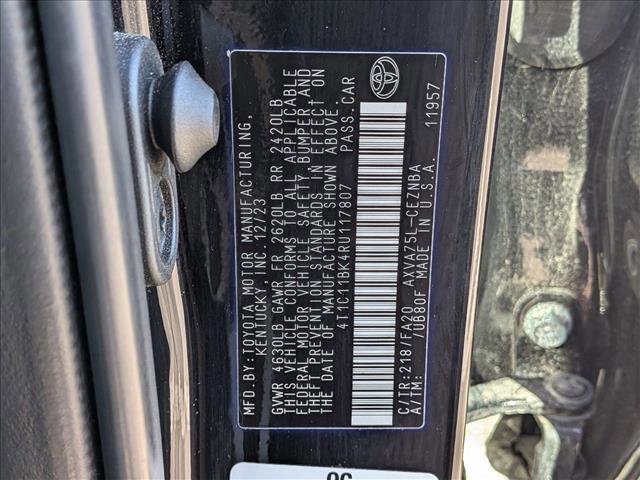 MFD.BY:TOYOTA MOTOR MANUFACTURING,
KENTUCKY, INC. 12/23
GVWR 4630LB GAWR FR 2620LB RR 2420LB
THIS VEHICLE CONFORMS TO ALL APPLICABLE
FEDERAL MOTOR VEHICLE SAFETY, BUMPER AND
THEFT PREVENTION STANDARDS IN EFFECT ON
THE DATE OF MANUFACTURE SHOWN ABOVE.
4T1C11BK4RU117807 PASS.CAR
C/TR:218/FA20 AXVA75L-CEZNBA
A/TM: /UB80F MADE IN U.S.A. 11957